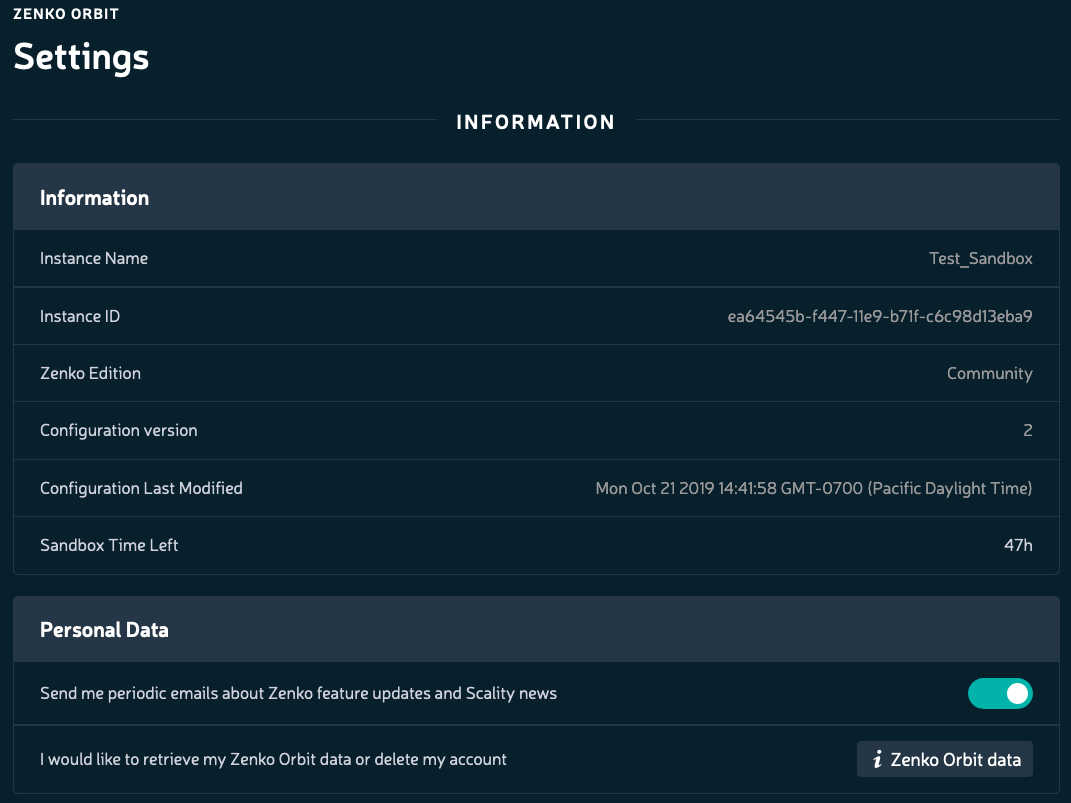 ZENKO ORBIT
Settings
INFORMATION
Information
Instance Name Test_Sandbox
Instance ID ea64545b-f447-11e9-b71f-c6c98d13eba9
Zenko Edition Community
Configuration version 2
Configuration Last Modified Mon Oct 21 2019 14:41:58 GMT-0700 (Pacific Daylight Time)
Sandbox Time Left 47h
Personal Data
Send me periodic emails about Zenko feature updates and Scality news
I would like to retrieve my Zenko Orbit data or delete my account i Zenko Orbit data